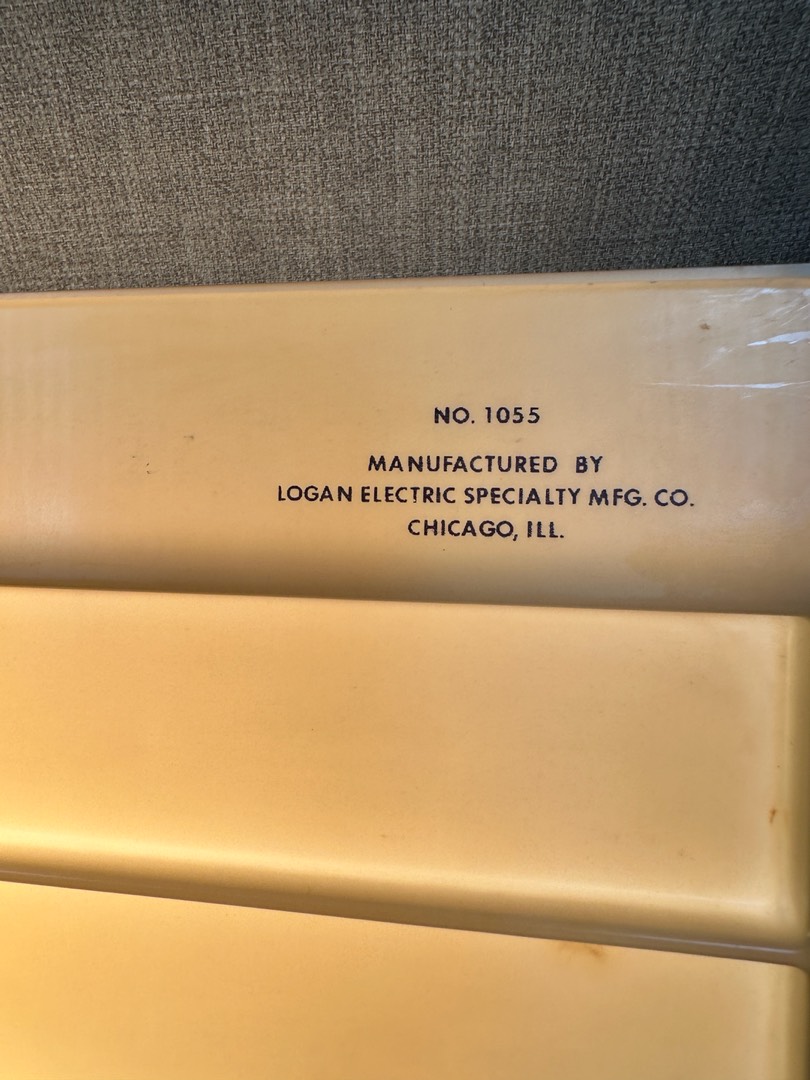 NO. 1055
MANUFACTURED BY
LOGAN ELECTRIC SPECIALTY MFG. CO.
CHICAGO, ILL.